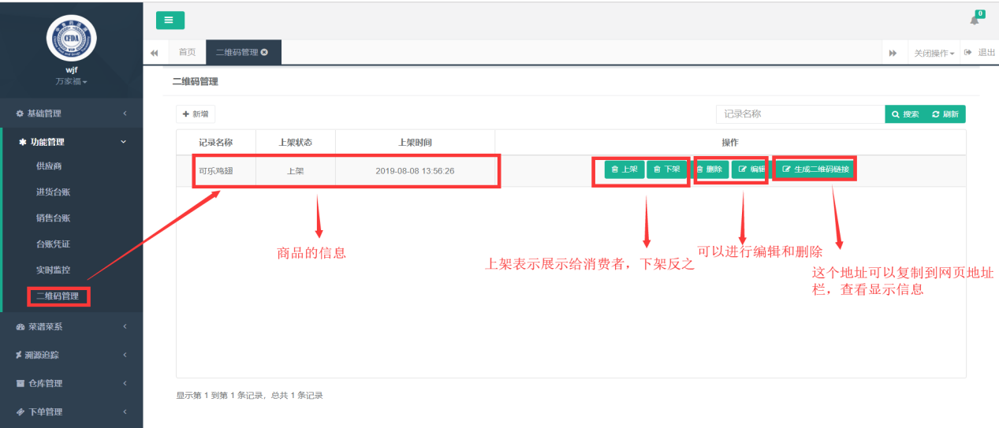 0
CFDA
wjf
万家福
首页
二维码管理
关闭操作
退出
二维码管理
基础管理
新增
记录名称
搜索
刷新
功能管理
记录名称 上架状态 上架时间 操作
供应商
可乐鸡翅 上架 2019-08-08 13:56:26 上架 下架 删除 编辑 生成二维码链接
进货台账
销售台账
台账凭证
实时监控
二维码管理
商品的信息
上架表示展示给消费者，下架反之
可以进行编辑和删除
这个地址可以复制到网页地址
栏，查看显示信息
菜谱菜系
溯源追踪
仓库管理
下单管理
显示第 1 到第 1 条记录，总共 1 条记录